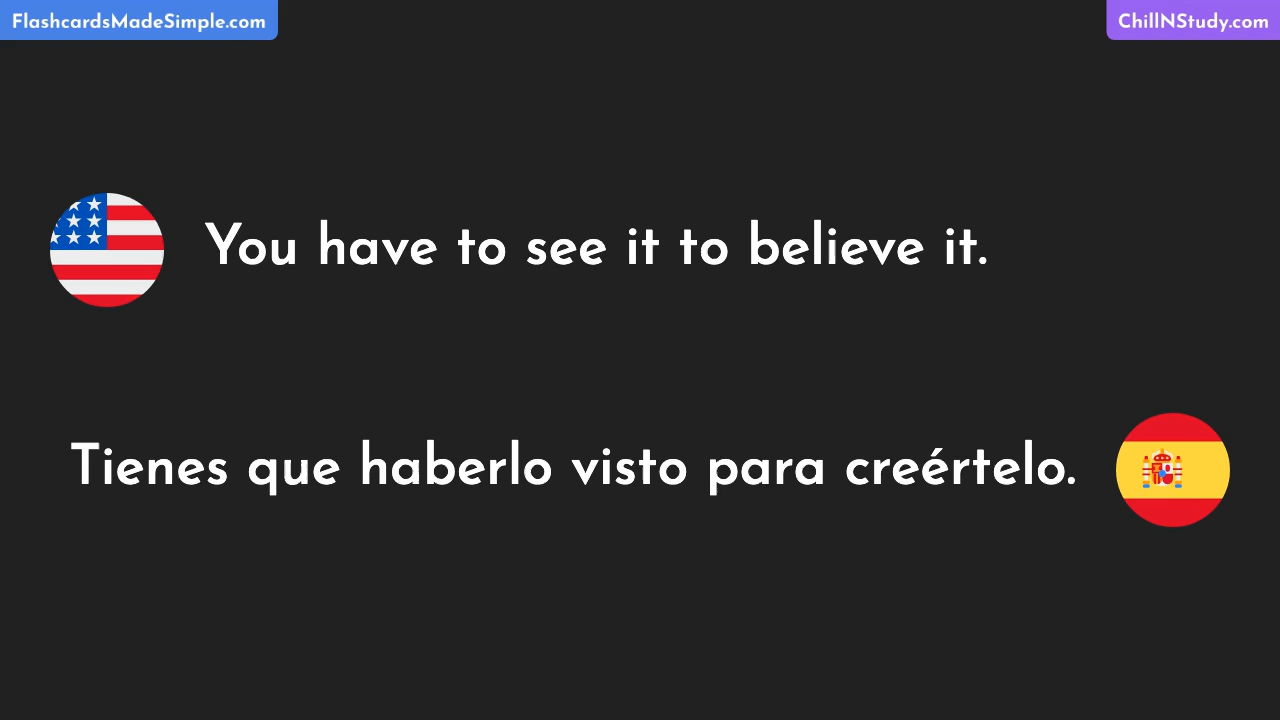 FlashcardsMadeSimple.com
ChillNStudy.com
You have to see it to believe it.
Tienes que haberlo visto para creértelo.